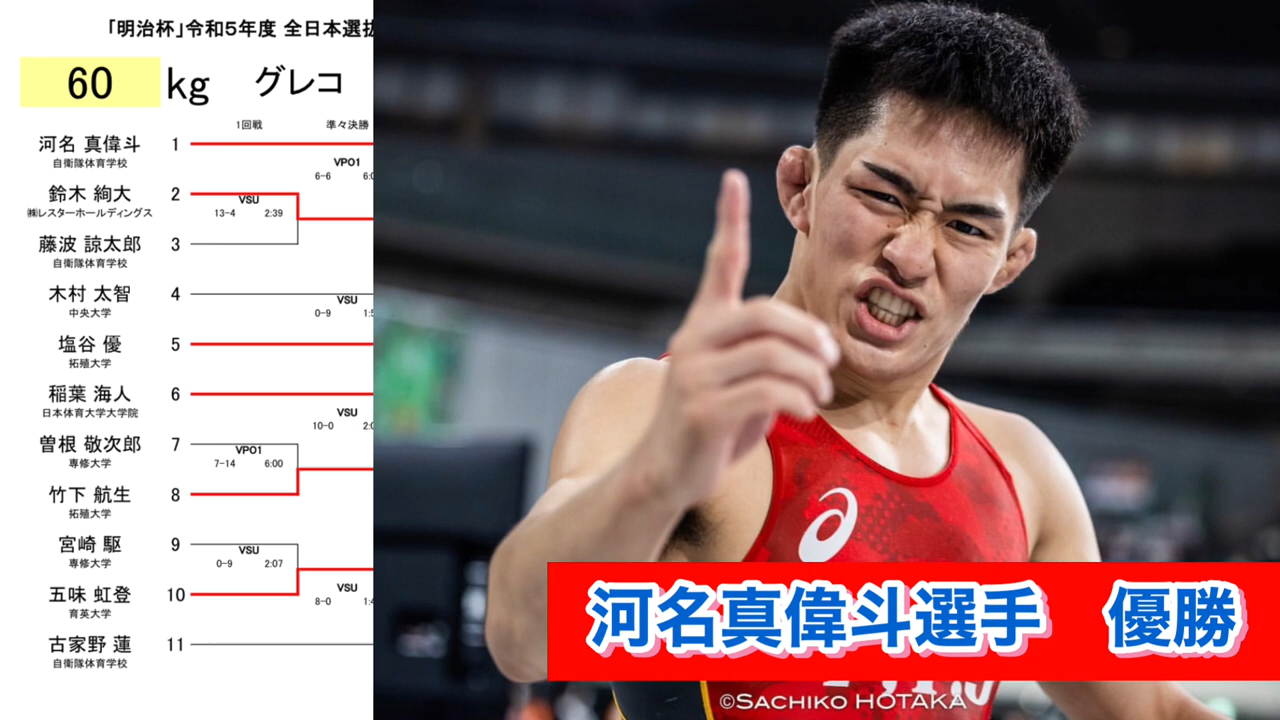 「明治杯」令和5年度 全日本選抜
60 kg グレコ
1回戦 準々決勝
河名 真偉斗 1
自衛隊体育学校
VPO1
6-6 6:0
鈴木 絢大 2
㈱レスターホールディングス
VSU
13-4 2:39
藤波 諒太郎 3
自衛隊体育学校
木村 太智 4
中央大学
VSU
0-9 1:5
塩谷 優 5
拓殖大学
稲葉 海人 6
日本体育大学大学院
VSU
10-0 2:0
曽根 敬次郎 7
専修大学
VPO1
7-14 6:00
竹下 航生 8
拓殖大学
宮崎 駆 9
専修大学
VSU
0-9 2:07
五味 虹登 10
育英大学
VSU
8-0 1:4
古家野 蓮 11
自衛隊体育学校
河名真偉斗選手 優勝
©SACHIKO HOTAKA